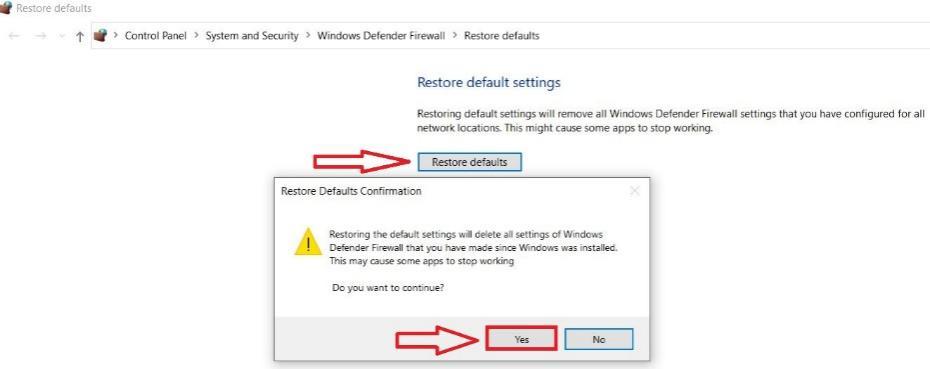 Restore defaults
Control Panel > System and Security > Windows Defender Firewall > Restore defaults
Restore default settings
Restoring default settings will remove all Windows Defender Firewall settings that you have configured for all
network locations. This might cause some apps to stop working.
Restore defaults
Restore Defaults Confirmation
Restoring the default settings will delete all settings of Windows
Defender Firewall that you have made since Windows was installed.
This may cause some apps to stop working
Do you want to continue?
Yes
No